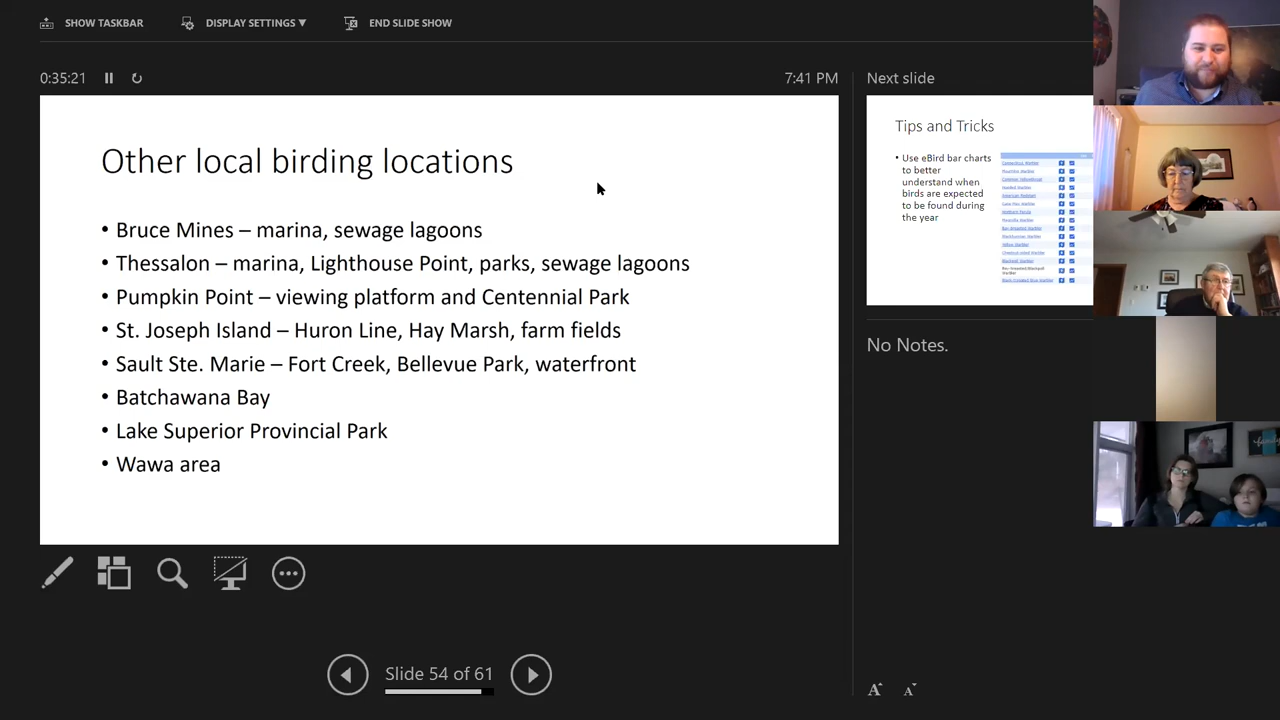 SHOW TASKBAR
DISPLAY SETTINGS ▼
END SLIDE SHOW
0:35:21
7:41 PM
Next slide
Other local birding locations
• Bruce Mines – marina, sewage lagoons
• Thessalon – marina, Lighthouse Point, parks, sewage lagoons
• Pumpkin Point – viewing platform and Centennial Park
• St. Joseph Island – Huron Line, Hay Marsh, farm fields
• Sault Ste. Marie – Fort Creek, Bellevue Park, waterfront
• Batchawana Bay
• Lake Superior Provincial Park
• Wawa area
Tips and Tricks
• Use eBird bar charts
to better
understand when
birds are expected
to be found during
the year
No Notes.
Slide 54 of 61
A
A